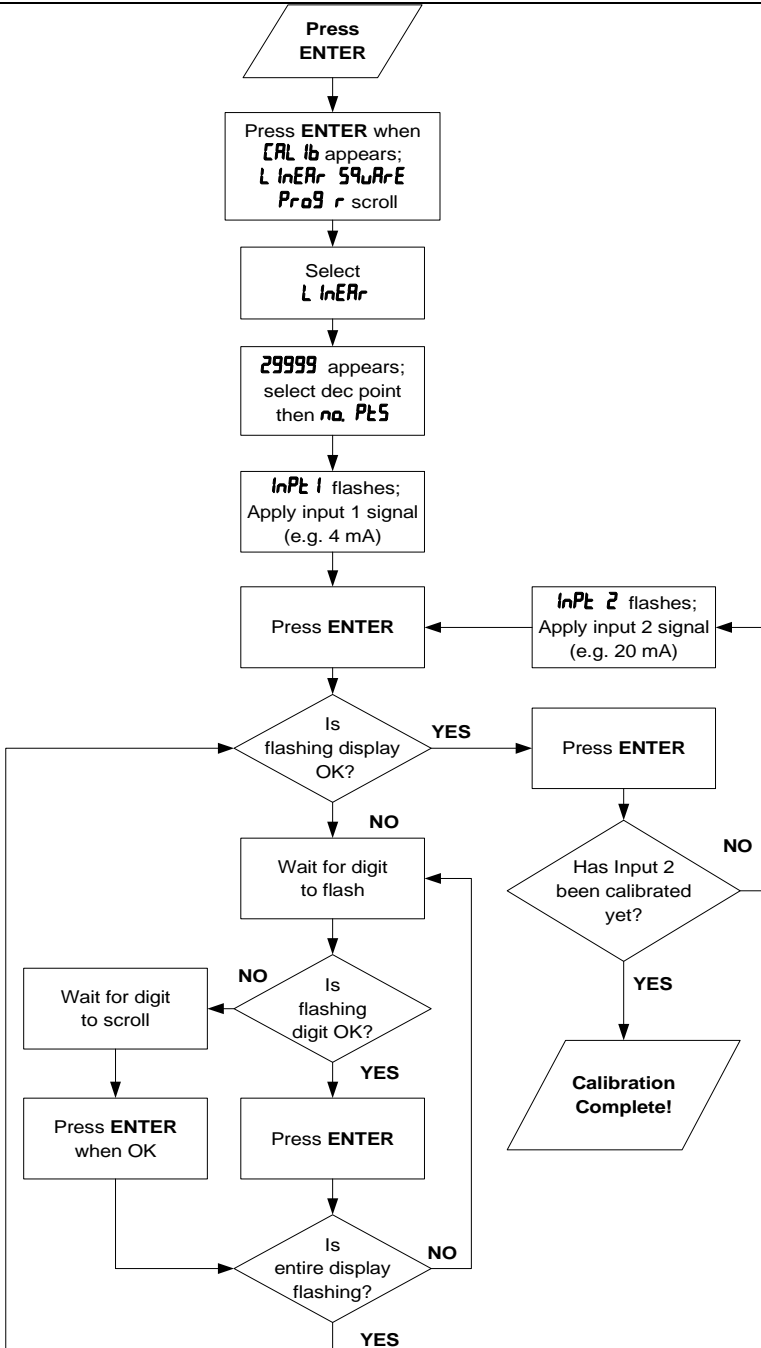 Press
ENTER
Press ENTER when
CAL Ib appears;
L InEAr SquArE
Prog r scroll
Select
L InEAr
29999 appears;
select dec point
then no. PtS
InPt 1 flashes;
Apply input 1 signal
(e.g. 4 mA)
Press ENTER
InPt 2 flashes;
Apply input 2 signal
(e.g. 20 mA)
Is
flashing display
OK?
YES
Press ENTER
NO
Wait for digit
to flash
Has Input 2
been calibrated
yet?
NO
Is
flashing
digit OK?
NO
Wait for digit
to scroll
YES
YES
Press ENTER
when OK
Press ENTER
Calibration
Complete!
Is
entire display
flashing?
NO
YES